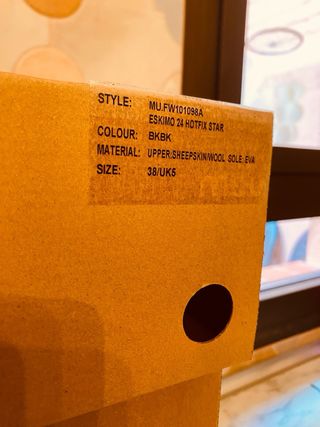 STYLE: MU.FW101098A
ESKIMO 24 HOTFIX STAR
COLOUR: BKBK
MATERIAL: UPPER:SHEEPSKIN/WOOL SOLE: EVA
SIZE: 38/UK5